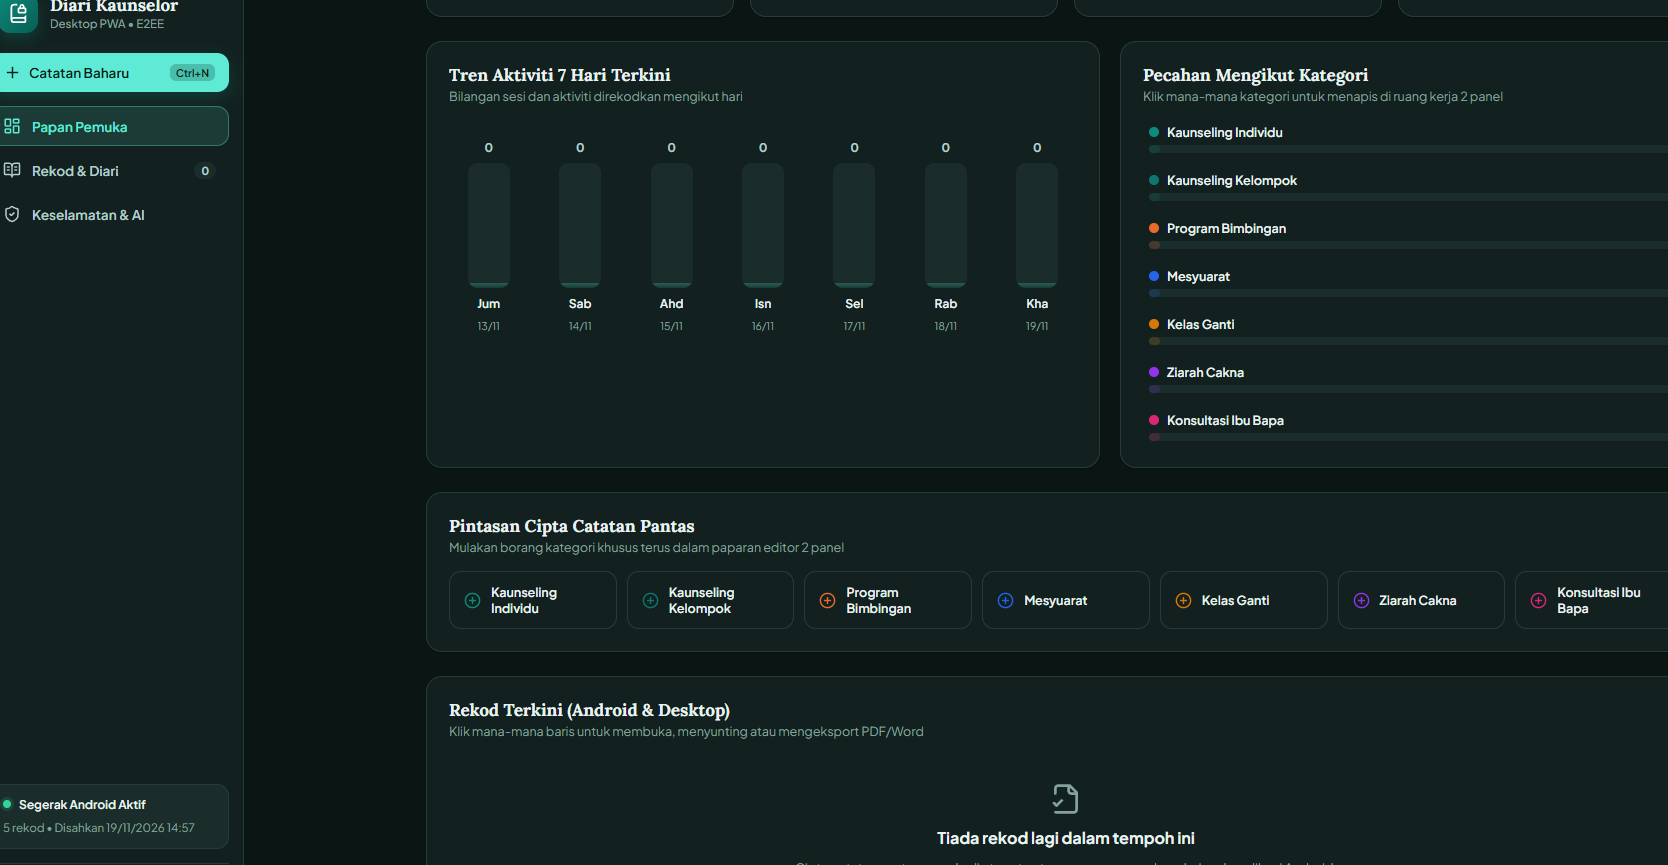 Diari Kaunselor
Desktop PWA • E2EE
Catatan Baharu Ctrl+N
Papan Pemuka
Rekod & Diari 0
Keselamatan & AI
Segerak Android Aktif
5 rekod • Disahkan 19/11/2026 14:57
Tren Aktiviti 7 Hari Terkini
Bilangan sesi dan aktiviti direkodkan mengikut hari
0 0 0 0 0 0 0
Jum Sab Ahd Isn Sel Rab Kha
13/11 14/11 15/11 16/11 17/11 18/11 19/11
Pecahan Mengikut Kategori
Klik mana-mana kategori untuk menapis di ruang kerja 2 panel
Kaunseling Individu
Kaunseling Kelompok
Program Bimbingan
Mesyuarat
Kelas Ganti
Ziarah Cakna
Konsultasi Ibu Bapa
Pintasan Cipta Catatan Pantas
Mulakan borang kategori khusus terus dalam paparan editor 2 panel
Kaunseling
Individu
Kaunseling
Kelompok
Program
Bimbingan
Mesyuarat
Kelas Ganti
Ziarah Cakna
Konsultasi Ibu
Bapa
Rekod Terkini (Android & Desktop)
Klik mana-mana baris untuk membuka, menyunting atau mengeksport PDF/Word
Tiada rekod lagi dalam tempoh ini